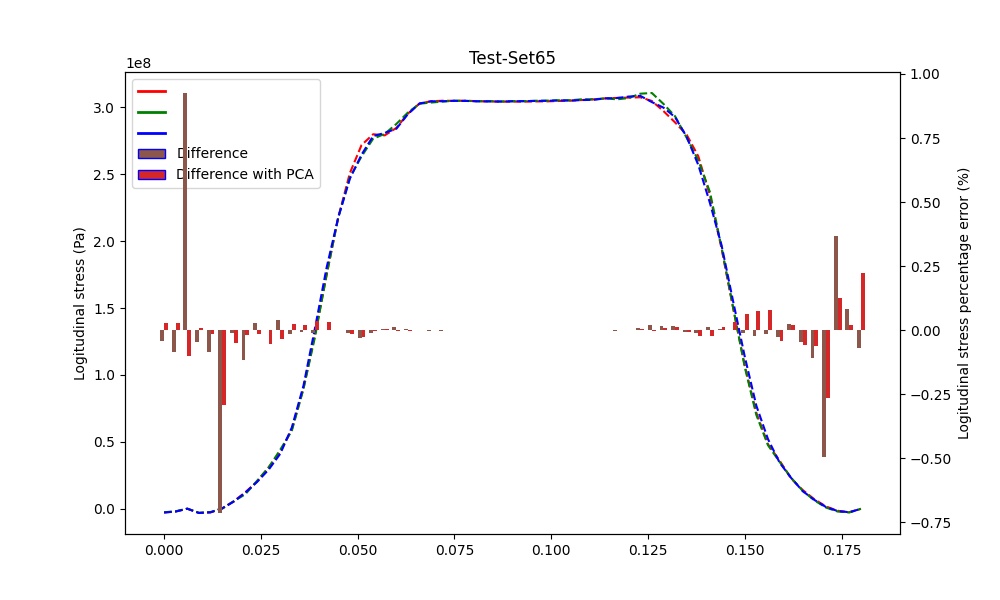 Test-Set65
1e8
Difference
Difference with PCA
3.0
2.5
2.0
1.5
1.0
0.5
0.0
Logitudinal stress (Pa)
1.00
0.75
0.50
0.25
0.00
−0.25
−0.50
−0.75
Logitudinal stress percentage error (%)
0.000 0.025 0.050 0.075 0.100 0.125 0.150 0.175